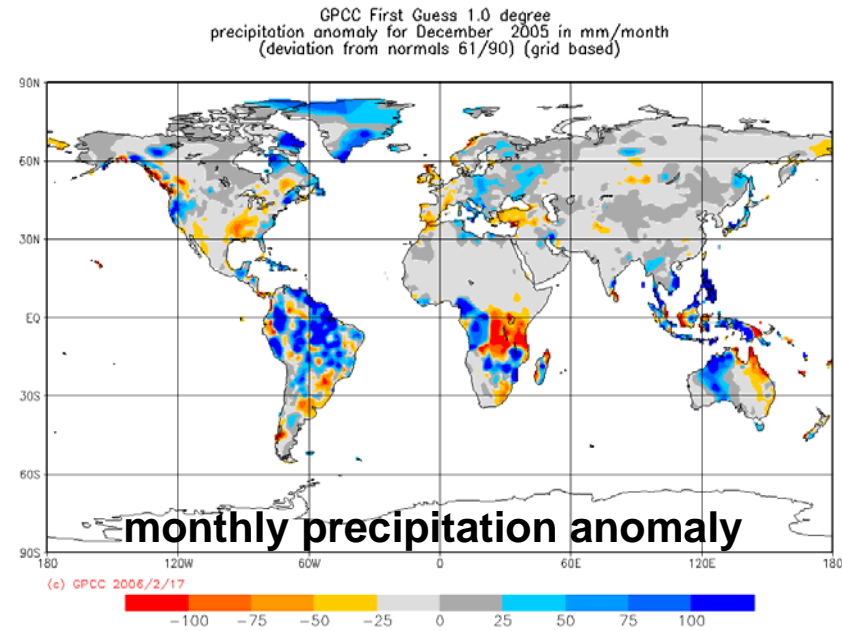 GPCC First Guess 1.0 degree
precipitation anomaly for December 2005 in mm/month
(deviation from normals 61/90) (grid based)
90N
60N
30N
EQ
30S
60S
monthly precipitation anomaly
90S
180 120W 60W 0 60E 120E 180
(c) GPCC 2006/2/17
−100 −75 −50 −25 0 25 50 75 100